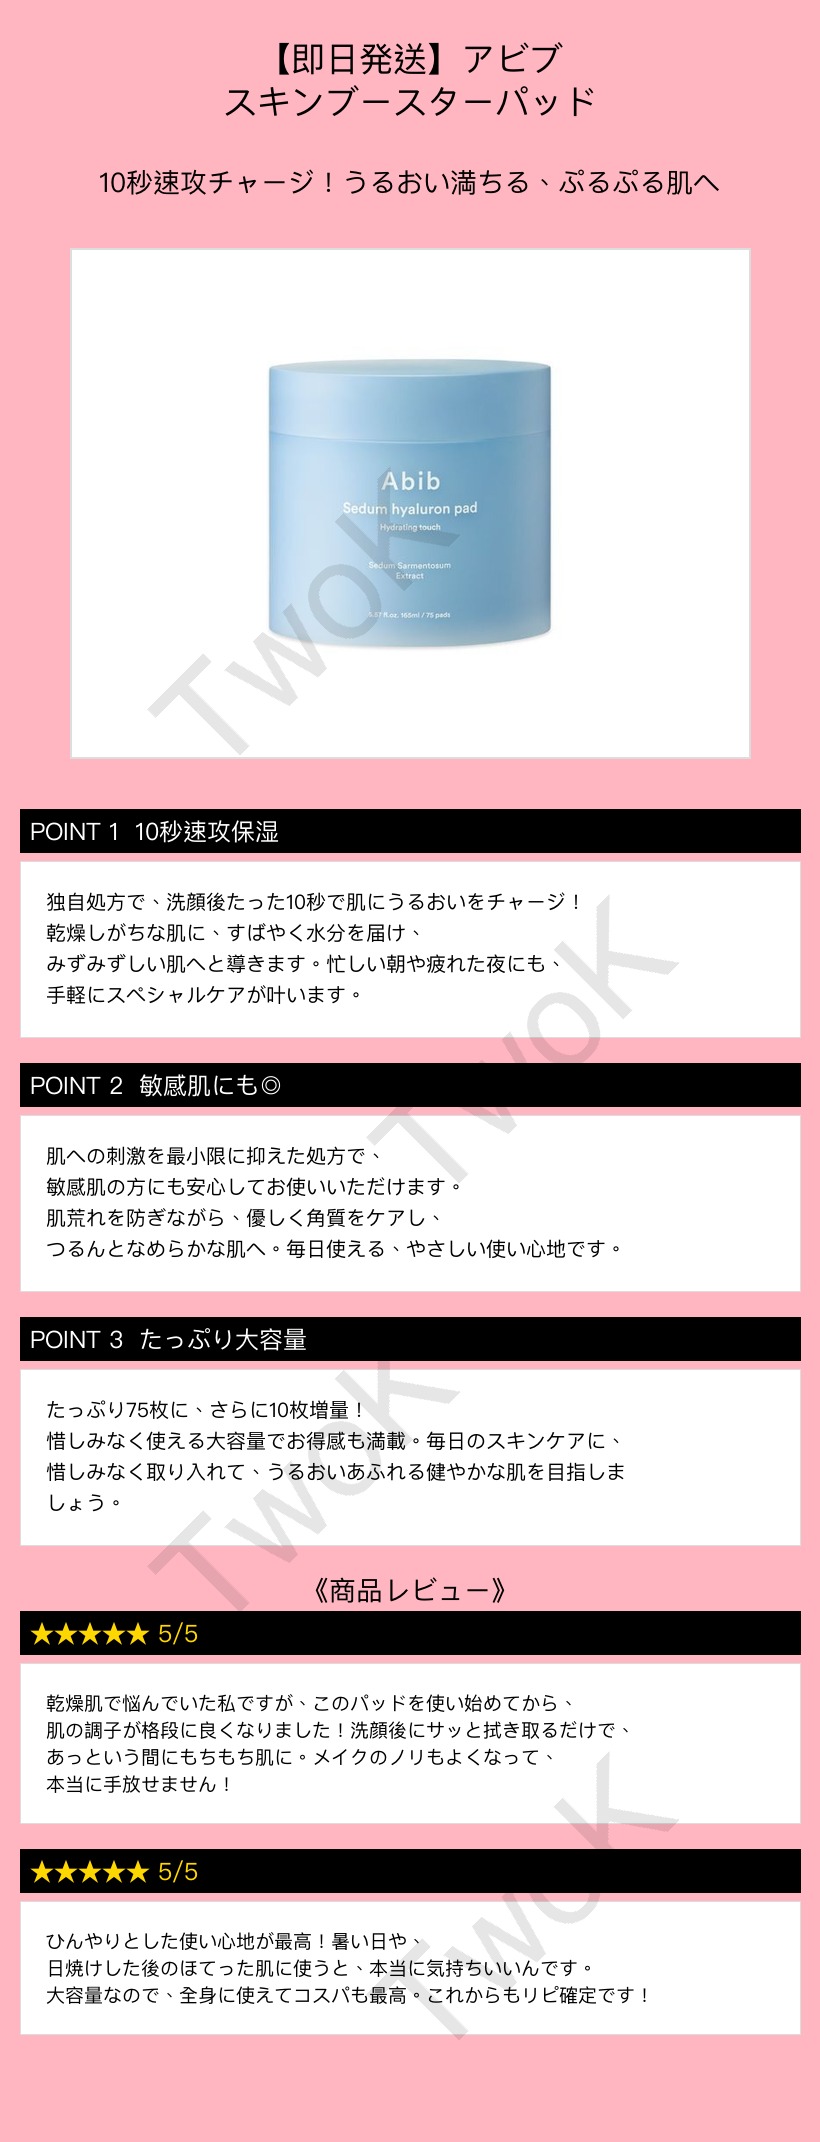 【即日発送】アビブ
スキンブースターパッド
10秒速攻チャージ！うるおい満ちる、ぷるぷる肌へ
Abib
Sedum hyaluron pad
Hydrating touch
Sedum Sarmentosum
Extract
5.57 fl.oz. 165ml / 75 pads
TwoK
POINT 1 10秒速攻保湿
独自処方で、洗顔後たった10秒で肌にうるおいをチャージ！
乾燥しがちな肌に、すばやく水分を届け、
みずみずしい肌へと導きます。忙しい朝や疲れた夜にも、
手軽にスペシャルケアが叶います。
TwoK
POINT 2 敏感肌にも◎
肌への刺激を最小限に抑えた処方で、
敏感肌の方にも安心してお使いいただけます。
肌荒れを防ぎながら、優しく角質をケアし、
つるんとなめらかな肌へ。毎日使える、やさしい使い心地です。
POINT 3 たっぷり大容量
たっぷり75枚に、さらに10枚増量！
惜しみなく使える大容量でお得感も満載。毎日のスキンケアに、
惜しみなく取り入れて、うるおいあふれる健やかな肌を目指しま
しょう。
TwoK
《商品レビュー》
★★★★★ 5/5
乾燥肌で悩んでいた私ですが、このパッドを使い始めてから、
肌の調子が格段に良くなりました！洗顔後にサッと拭き取るだけで、
あっという間にもちもち肌に。メイクのノリもよくなって、
本当に手放せません！
★★★★★ 5/5
ひんやりとした使い心地が最高！暑い日や、
日焼けした後のほてった肌に使うと、本当に気持ちいいんです。
大容量なので、全身に使えてコスパも最高。これからもリピ確定です！
TwoK